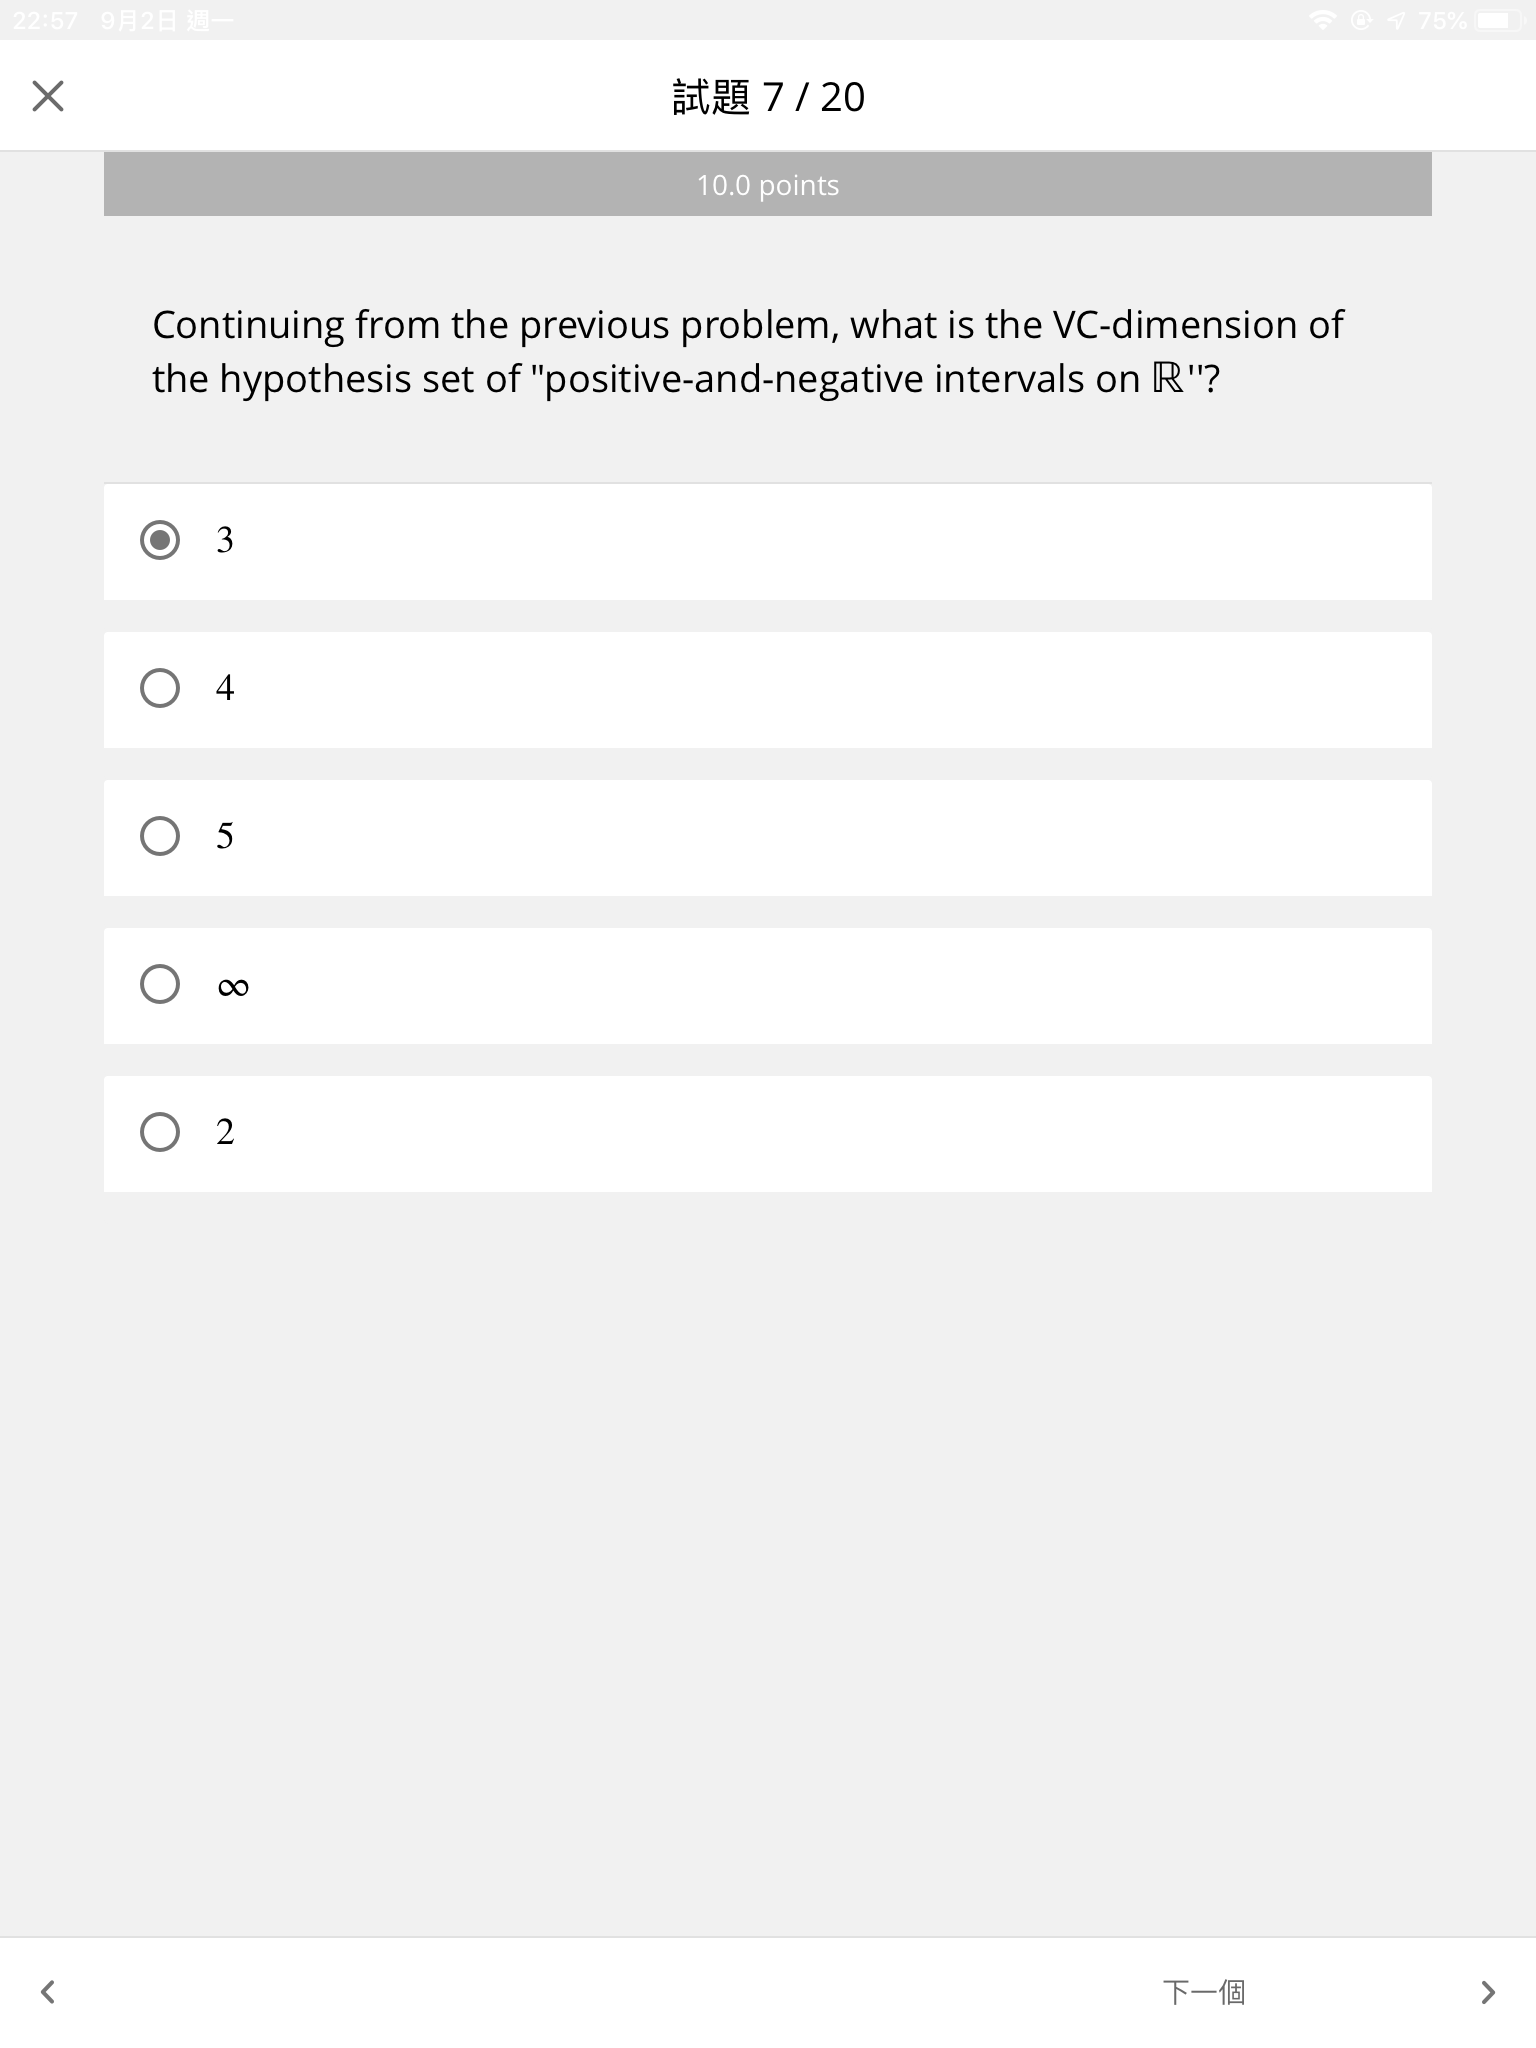 22:57 9月2日 週一 75%
試題 7 / 20
10.0 points
Continuing from the previous problem, what is the VC-dimension of
the hypothesis set of "positive-and-negative intervals on ℝ''?
3
4
5
∞
2
下一個